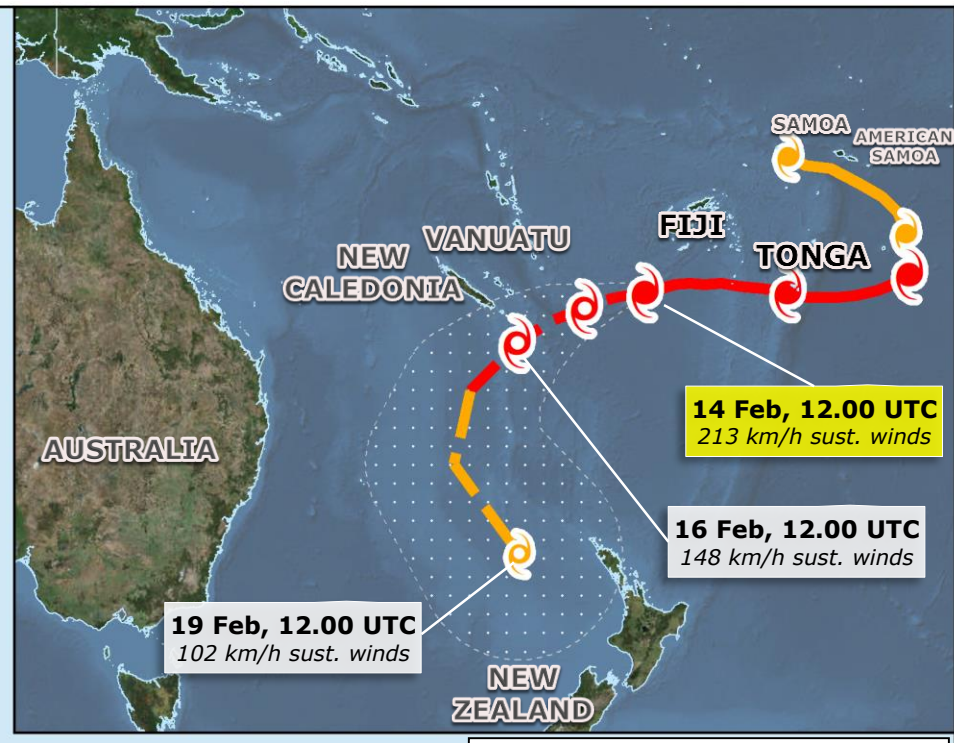 SAMOA
AMERICAN
SAMOA
FIJI
VANUATU
TONGA
NEW
CALEDONIA
14 Feb, 12.00 UTC
213 km/h sust. winds
AUSTRALIA
16 Feb, 12.00 UTC
148 km/h sust. winds
19 Feb, 12.00 UTC
102 km/h sust. winds
NEW
ZEALAND